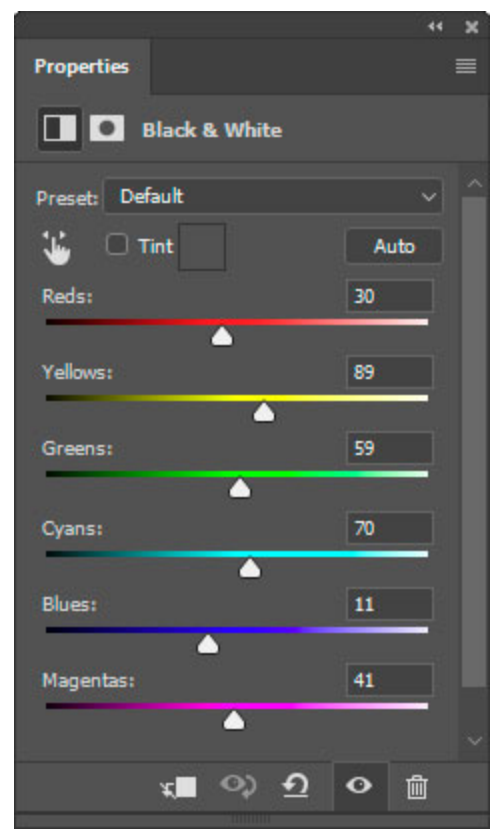 Properties
Black & White
Preset: Default
Tint Auto
Reds: 30
Yellows: 89
Greens: 59
Cyans: 70
Blues: 11
Magentas: 41